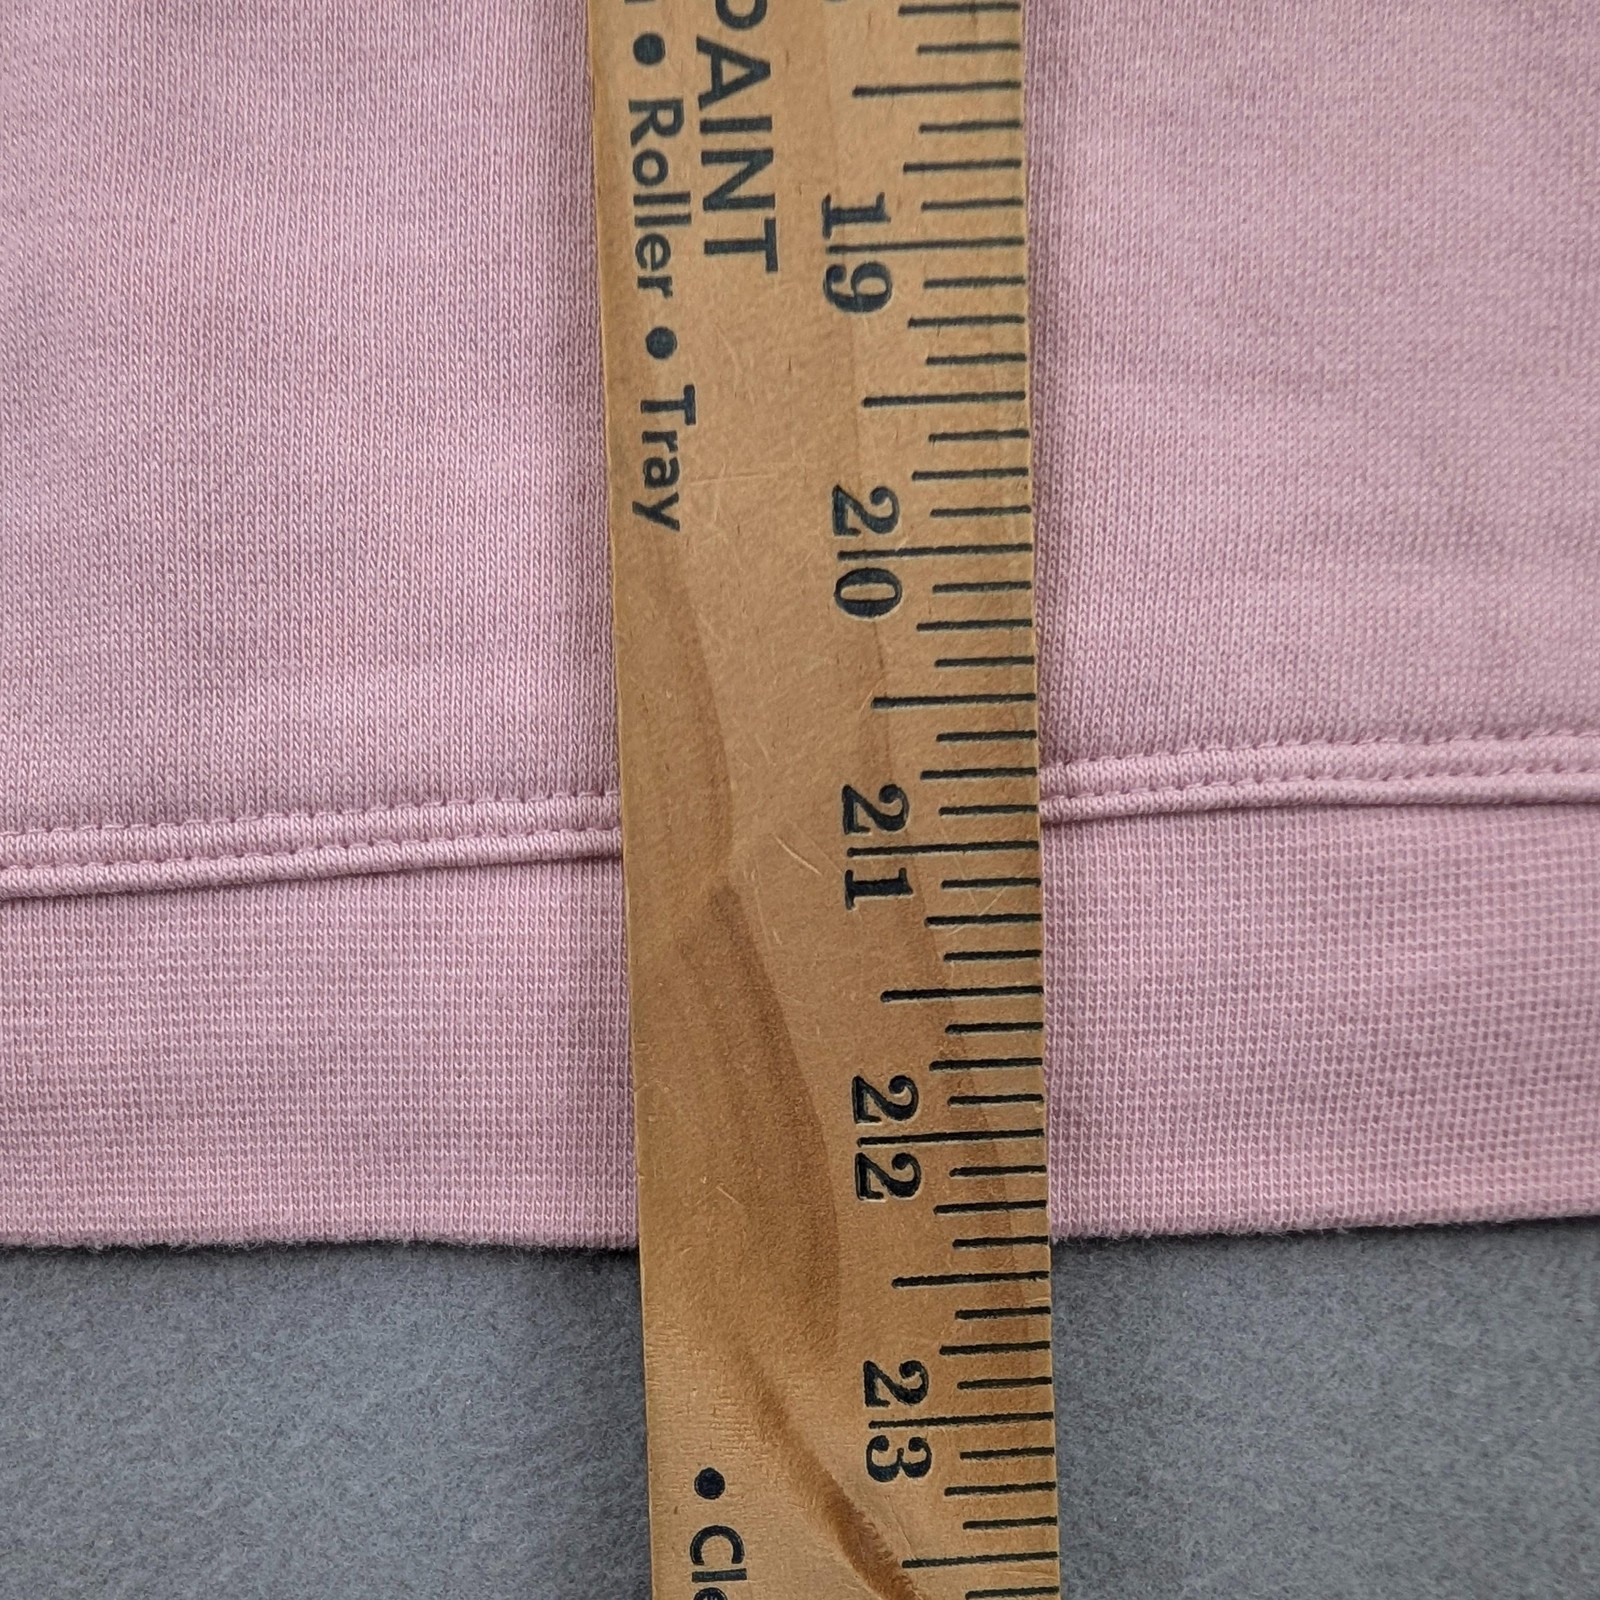 PAINT
• Roller • Tray
19
20
21
22
23